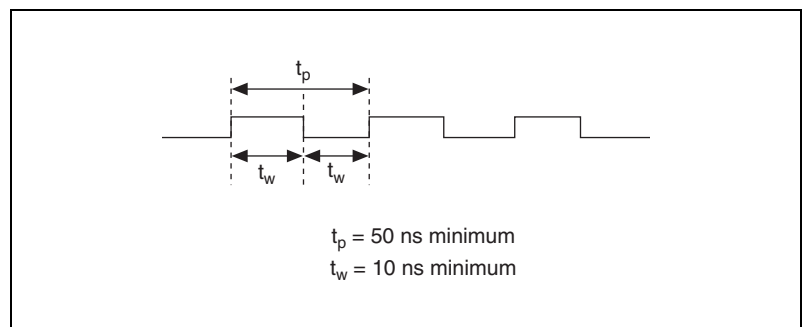 tp
tw tw
tp = 50 ns minimum
tw = 10 ns minimum